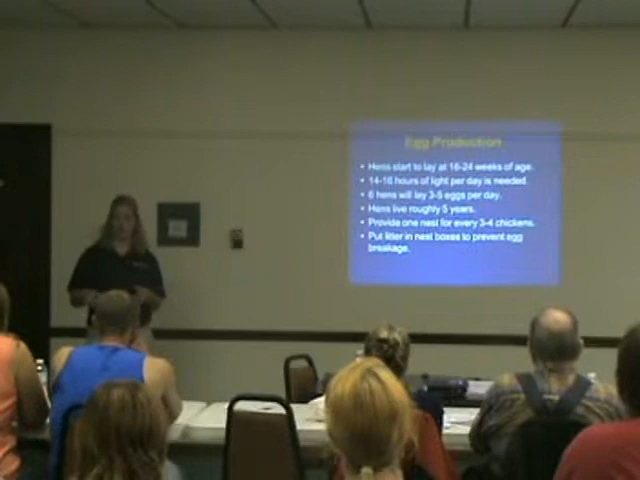 Egg Production
• Hens start to lay at 16-24 weeks of age.
• 14-16 hours of light per day is needed.
• 6 hens will lay 3-5 eggs per day.
• Hens live roughly 5 years.
• Provide one nest for every 3-4 chickens.
• Put litter in nest boxes to prevent egg
breakage.